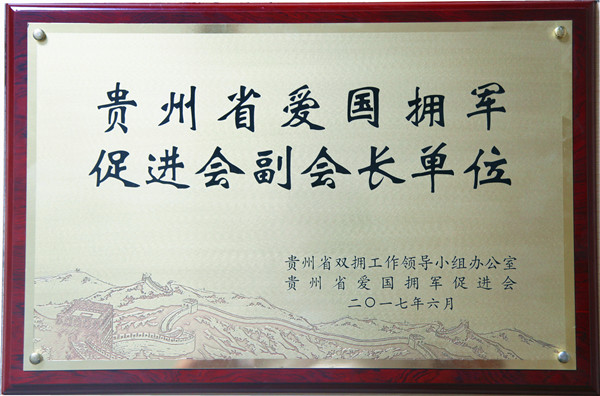 贵州省爱国拥军
促进会副会长单位
贵州省双拥工作领导小组办公室
贵州省爱国拥军促进会
二〇一七年六月